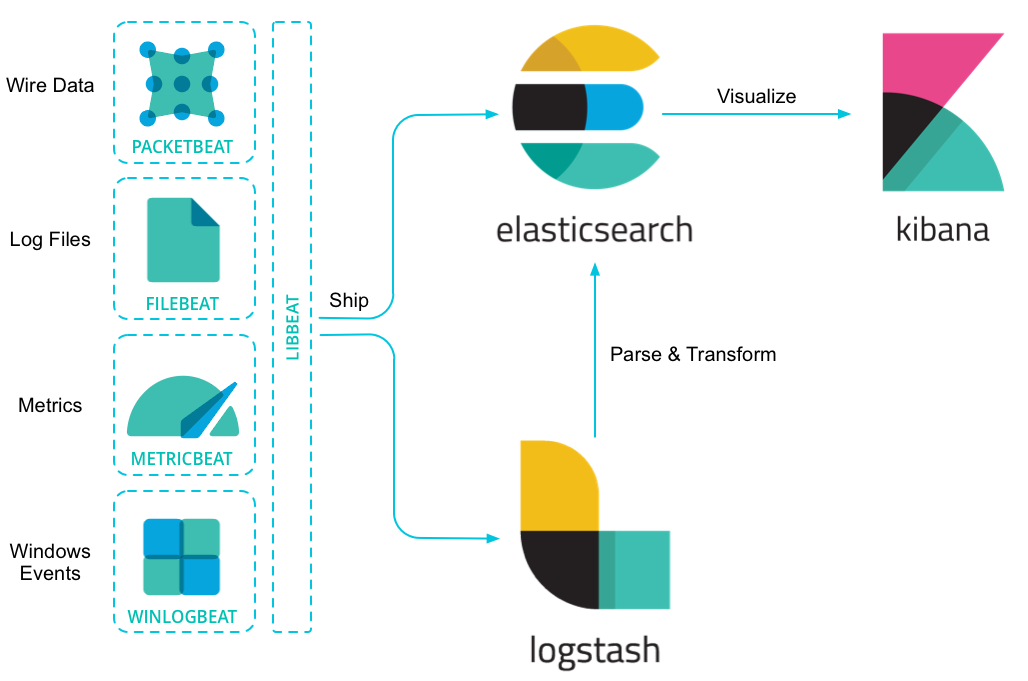 Wire Data
PACKETBEAT
Log Files
FILEBEAT
Metrics
METRICBEAT
Windows
Events
WINLOGBEAT
LIBBEAT
Ship
elasticsearch
Visualize
kibana
Parse & Transform
logstash